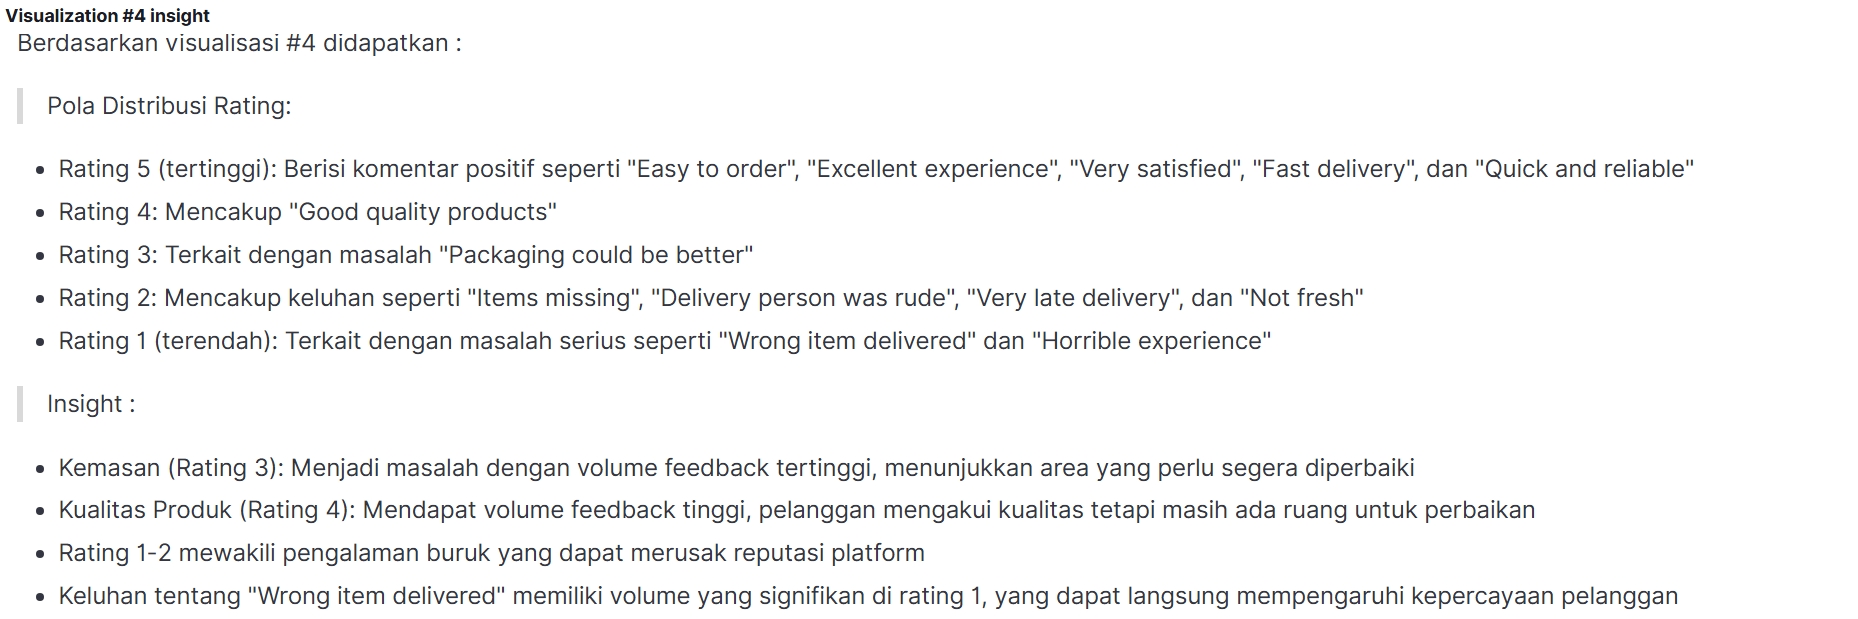 Visualization #4 insight
Berdasarkan visualisasi #4 didapatkan :
Pola Distribusi Rating:
• Rating 5 (tertinggi): Berisi komentar positif seperti "Easy to order", "Excellent experience", "Very satisfied", "Fast delivery", dan "Quick and reliable"
• Rating 4: Mencakup "Good quality products"
• Rating 3: Terkait dengan masalah "Packaging could be better"
• Rating 2: Mencakup keluhan seperti "Items missing", "Delivery person was rude", "Very late delivery", dan "Not fresh"
• Rating 1 (terendah): Terkait dengan masalah serius seperti "Wrong item delivered" dan "Horrible experience"
Insight :
• Kemasan (Rating 3): Menjadi masalah dengan volume feedback tertinggi, menunjukkan area yang perlu segera diperbaiki
• Kualitas Produk (Rating 4): Mendapat volume feedback tinggi, pelanggan mengakui kualitas tetapi masih ada ruang untuk perbaikan
• Rating 1-2 mewakili pengalaman buruk yang dapat merusak reputasi platform
• Keluhan tentang "Wrong item delivered" memiliki volume yang signifikan di rating 1, yang dapat langsung mempengaruhi kepercayaan pelanggan